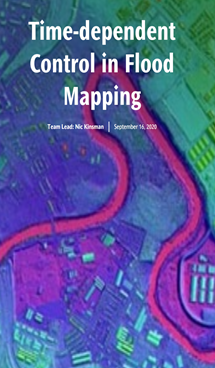 Time-dependent
Control in Flood
Mapping
Team Lead: Nic Kinsman | September 16, 2020